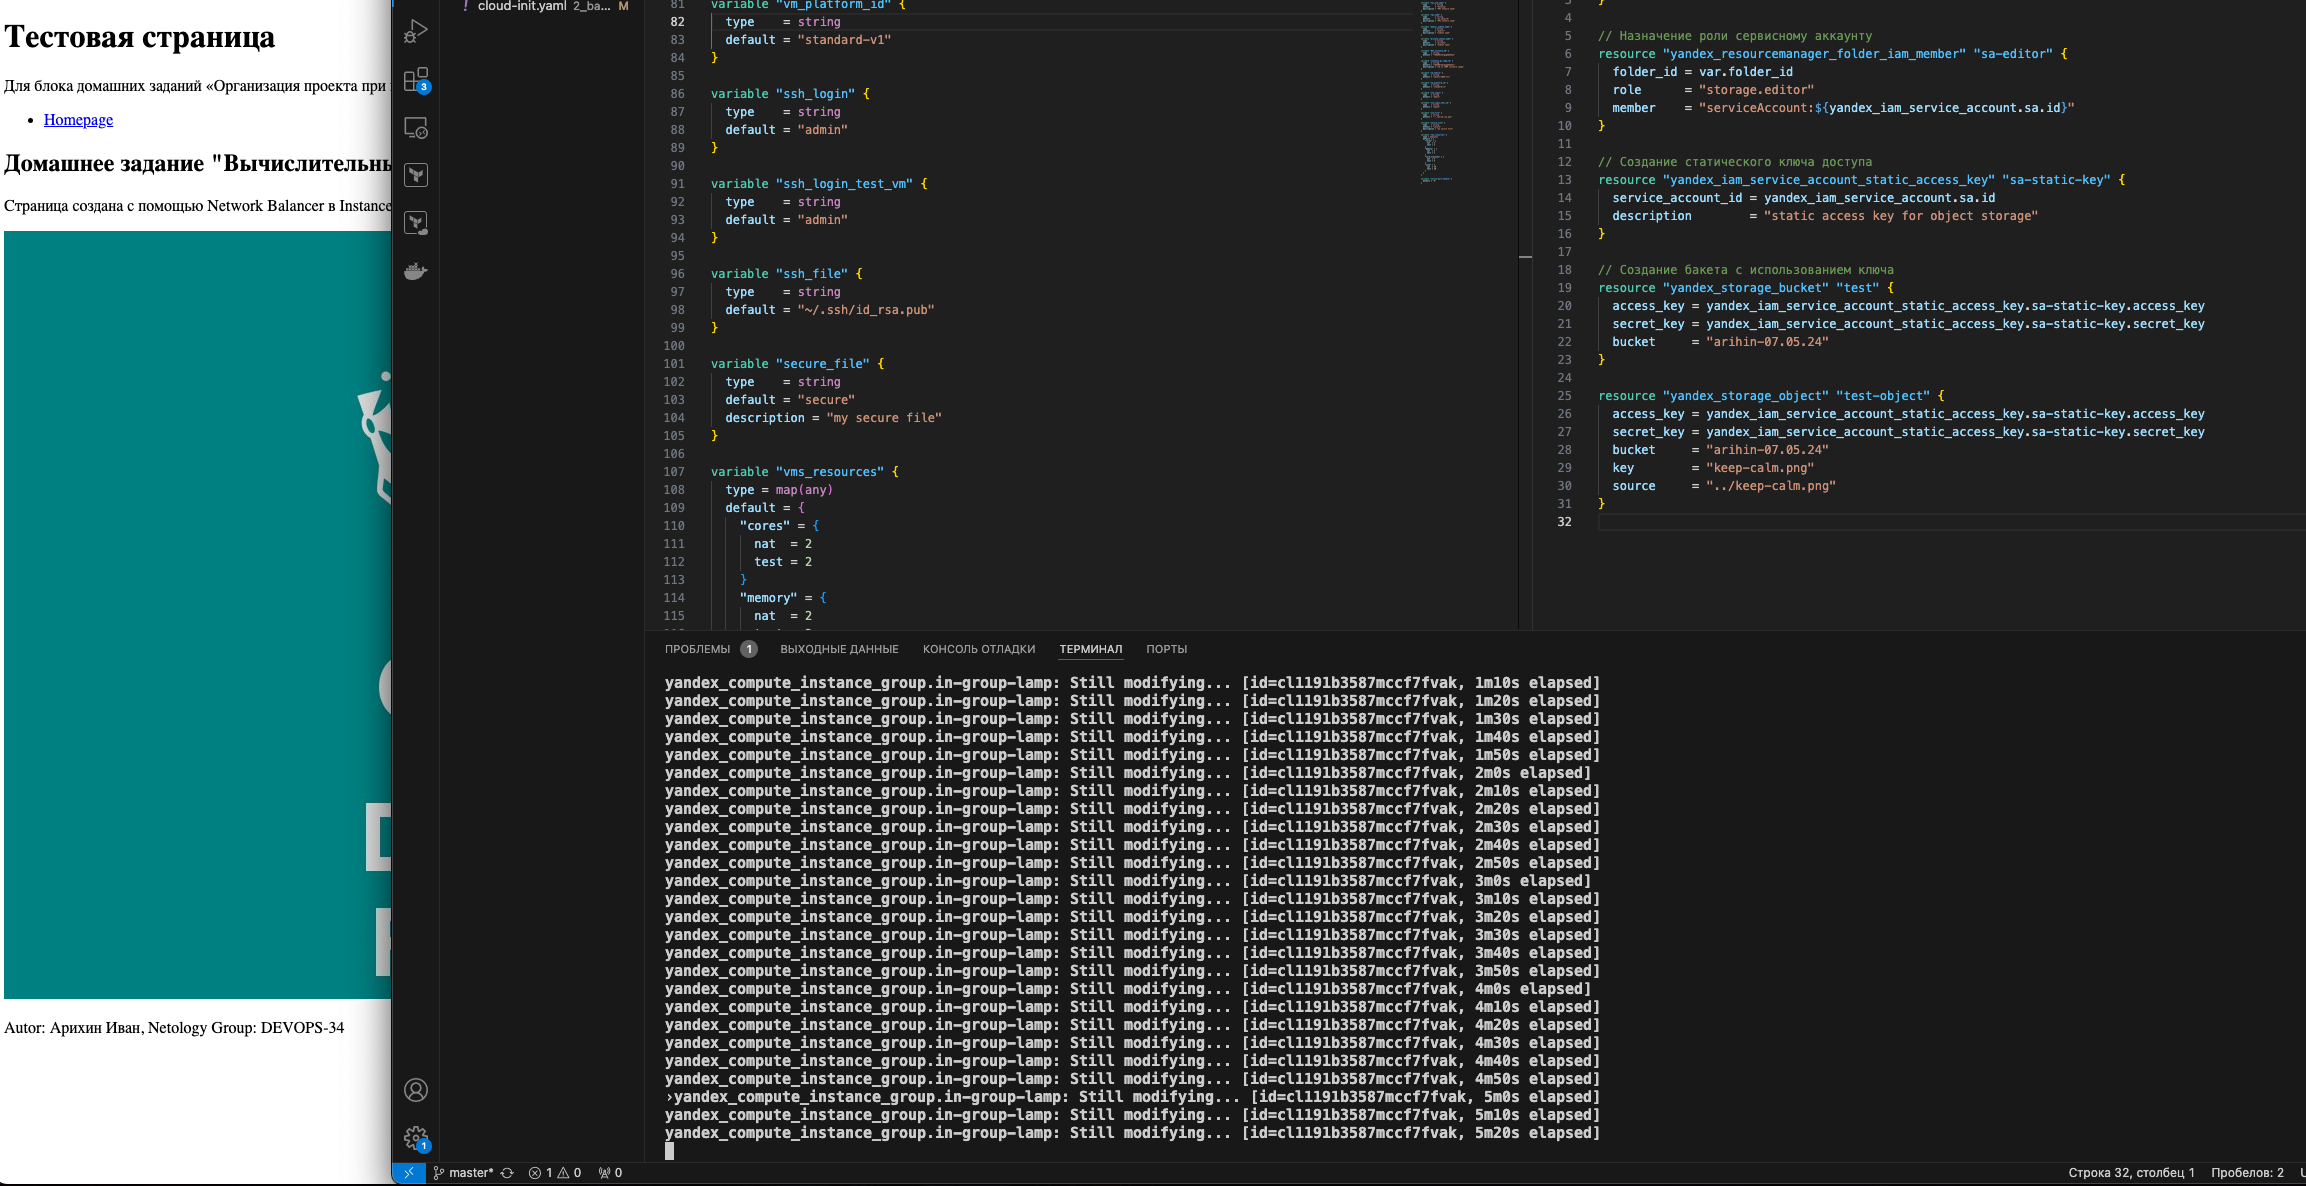 Тестовая страница
Для блока домашних заданий «Организация проекта при
Homepage
Домашнее задание "Вычислительны
Страница создана с помощью Network Balancer в Instance
Autor: Арихин Иван, Netology Group: DEVOPS-34
3
1
! cloud-init.yaml 2_ba... M
81 variable "vm_platform_id" {
82 type = string
83 default = "standard-v1"
84 }
85
86 variable "ssh_login" {
87 type = string
88 default = "admin"
89 }
90
91 variable "ssh_login_test_vm" {
92 type = string
93 default = "admin"
94 }
95
96 variable "ssh_file" {
97 type = string
98 default = "~/.ssh/id_rsa.pub"
99 }
100
101 variable "secure_file" {
102 type = string
103 default = "secure"
104 description = "my secure file"
105 }
106
107 variable "vms_resources" {
108 type = map(any)
109 default = {
110 "cores" = {
111 nat = 2
112 test = 2
113 }
114 "memory" = {
115 nat = 2
4
5 // Назначение роли сервисному аккаунту
6 resource "yandex_resourcemanager_folder_iam_member" "sa-editor" {
7 folder_id = var.folder_id
8 role = "storage.editor"
9 member = "serviceAccount:${yandex_iam_service_account.sa.id}"
10 }
11
12 // Создание статического ключа доступа
13 resource "yandex_iam_service_account_static_access_key" "sa-static-key" {
14 service_account_id = yandex_iam_service_account.sa.id
15 description = "static access key for object storage"
16 }
17
18 // Создание бакета с использованием ключа
19 resource "yandex_storage_bucket" "test" {
20 access_key = yandex_iam_service_account_static_access_key.sa-static-key.access_key
21 secret_key = yandex_iam_service_account_static_access_key.sa-static-key.secret_key
22 bucket = "arihin-07.05.24"
23 }
24
25 resource "yandex_storage_object" "test-object" {
26 access_key = yandex_iam_service_account_static_access_key.sa-static-key.access_key
27 secret_key = yandex_iam_service_account_static_access_key.sa-static-key.secret_key
28 bucket = "arihin-07.05.24"
29 key = "keep-calm.png"
30 source = "../keep-calm.png"
31 }
32
ПРОБЛЕМЫ 1 ВЫХОДНЫЕ ДАННЫЕ КОНСОЛЬ ОТЛАДКИ ТЕРМИНАЛ ПОРТЫ
yandex_compute_instance_group.in-group-lamp: Still modifying... [id=cl1191b3587mccf7fvak, 1m10s elapsed]
yandex_compute_instance_group.in-group-lamp: Still modifying... [id=cl1191b3587mccf7fvak, 1m20s elapsed]
yandex_compute_instance_group.in-group-lamp: Still modifying... [id=cl1191b3587mccf7fvak, 1m30s elapsed]
yandex_compute_instance_group.in-group-lamp: Still modifying... [id=cl1191b3587mccf7fvak, 1m40s elapsed]
yandex_compute_instance_group.in-group-lamp: Still modifying... [id=cl1191b3587mccf7fvak, 1m50s elapsed]
yandex_compute_instance_group.in-group-lamp: Still modifying... [id=cl1191b3587mccf7fvak, 2m0s elapsed]
yandex_compute_instance_group.in-group-lamp: Still modifying... [id=cl1191b3587mccf7fvak, 2m10s elapsed]
yandex_compute_instance_group.in-group-lamp: Still modifying... [id=cl1191b3587mccf7fvak, 2m20s elapsed]
yandex_compute_instance_group.in-group-lamp: Still modifying... [id=cl1191b3587mccf7fvak, 2m30s elapsed]
yandex_compute_instance_group.in-group-lamp: Still modifying... [id=cl1191b3587mccf7fvak, 2m40s elapsed]
yandex_compute_instance_group.in-group-lamp: Still modifying... [id=cl1191b3587mccf7fvak, 2m50s elapsed]
yandex_compute_instance_group.in-group-lamp: Still modifying... [id=cl1191b3587mccf7fvak, 3m0s elapsed]
yandex_compute_instance_group.in-group-lamp: Still modifying... [id=cl1191b3587mccf7fvak, 3m10s elapsed]
yandex_compute_instance_group.in-group-lamp: Still modifying... [id=cl1191b3587mccf7fvak, 3m20s elapsed]
yandex_compute_instance_group.in-group-lamp: Still modifying... [id=cl1191b3587mccf7fvak, 3m30s elapsed]
yandex_compute_instance_group.in-group-lamp: Still modifying... [id=cl1191b3587mccf7fvak, 3m40s elapsed]
yandex_compute_instance_group.in-group-lamp: Still modifying... [id=cl1191b3587mccf7fvak, 3m50s elapsed]
yandex_compute_instance_group.in-group-lamp: Still modifying... [id=cl1191b3587mccf7fvak, 4m0s elapsed]
yandex_compute_instance_group.in-group-lamp: Still modifying... [id=cl1191b3587mccf7fvak, 4m10s elapsed]
yandex_compute_instance_group.in-group-lamp: Still modifying... [id=cl1191b3587mccf7fvak, 4m20s elapsed]
yandex_compute_instance_group.in-group-lamp: Still modifying... [id=cl1191b3587mccf7fvak, 4m30s elapsed]
yandex_compute_instance_group.in-group-lamp: Still modifying... [id=cl1191b3587mccf7fvak, 4m40s elapsed]
yandex_compute_instance_group.in-group-lamp: Still modifying... [id=cl1191b3587mccf7fvak, 4m50s elapsed]
›yandex_compute_instance_group.in-group-lamp: Still modifying... [id=cl1191b3587mccf7fvak, 5m0s elapsed]
yandex_compute_instance_group.in-group-lamp: Still modifying... [id=cl1191b3587mccf7fvak, 5m10s elapsed]
yandex_compute_instance_group.in-group-lamp: Still modifying... [id=cl1191b3587mccf7fvak, 5m20s elapsed]
master* 1 0 0 Строка 32, столбец 1 Пробелов: 2